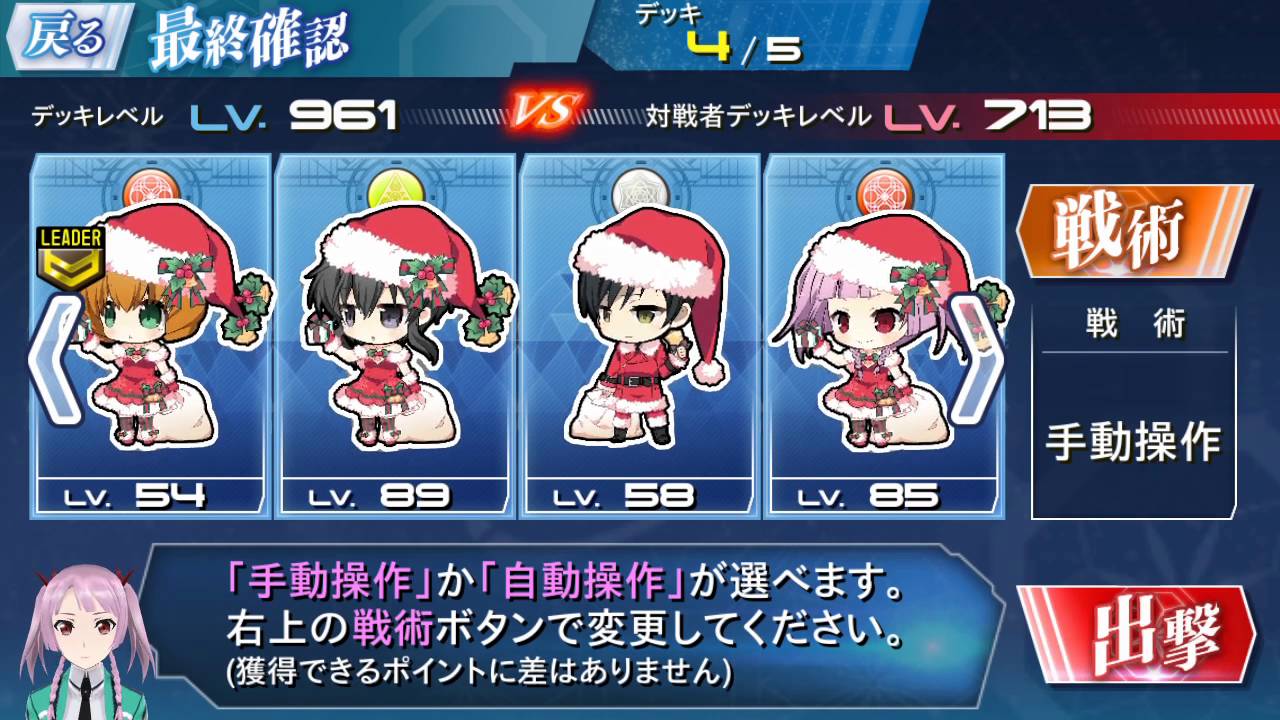 戻る 最終確認 デッキ 4/5
デッキレベル LV. 961 VS 対戦者デッキレベル LV. 713
LEADER
戦術
戦 術
手動操作
LV. 54 LV. 89 LV. 58 LV. 85
「手動操作」か「自動操作」が選べます。
右上の戦術ボタンで変更してください。
(獲得できるポイントに差はありません)
出撃